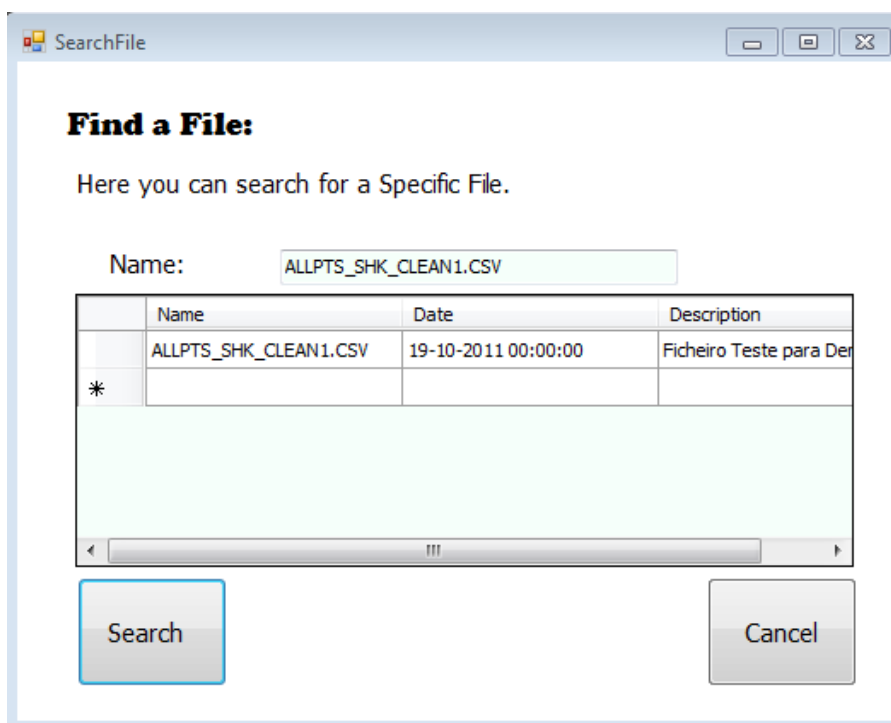 SearchFile
Find a File:
Here you can search for a Specific File.
Name: ALLPTS_SHK_CLEAN1.CSV
Name Date Description
ALLPTS_SHK_CLEAN1.CSV 19-10-2011 00:00:00 Ficheiro Teste para
Search Cancel